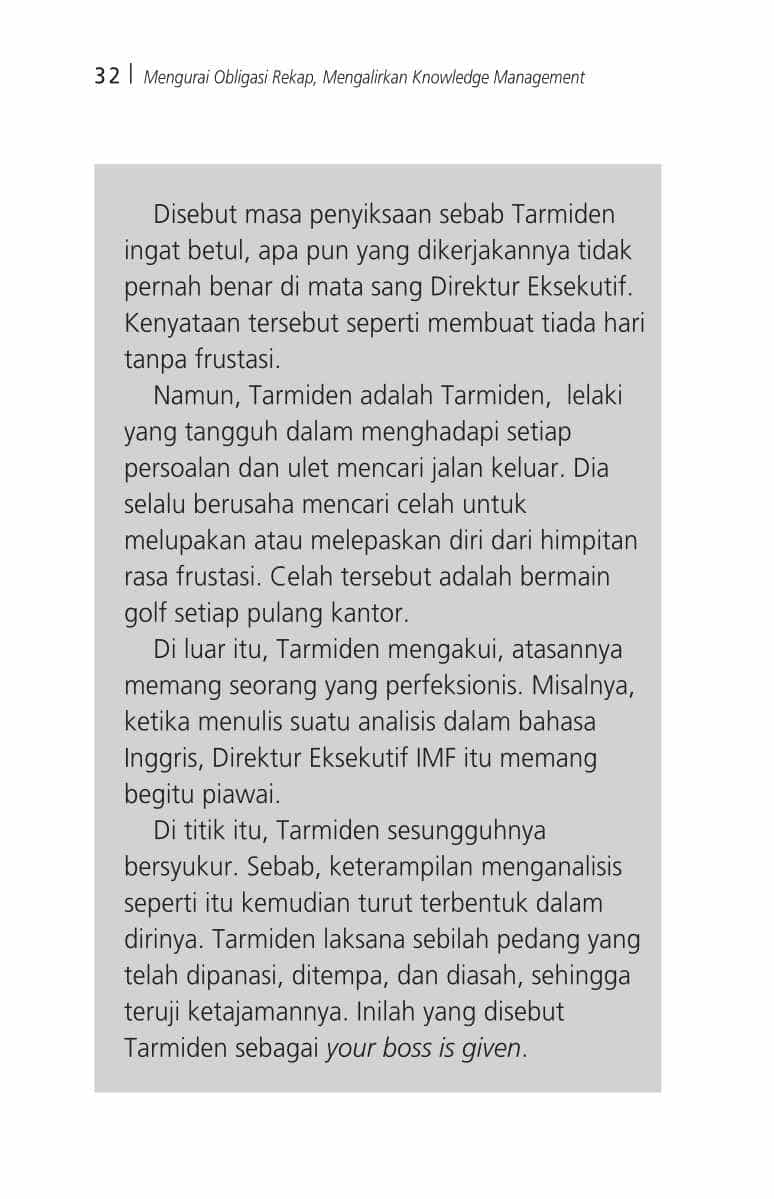 32 | Mengurai Obligasi Rekap, Mengalirkan Knowledge Management
Disebut masa penyiksaan sebab Tarmiden
ingat betul, apa pun yang dikerjakannya tidak
pernah benar di mata sang Direktur Eksekutif.
Kenyataan tersebut seperti membuat tiada hari
tanpa frustasi.
Namun, Tarmiden adalah Tarmiden, lelaki
yang tangguh dalam menghadapi setiap
persoalan dan ulet mencari jalan keluar. Dia
selalu berusaha mencari celah untuk
melupakan atau melepaskan diri dari himpitan
rasa frustasi. Celah tersebut adalah bermain
golf setiap pulang kantor.
Di luar itu, Tarmiden mengakui, atasannya
memang seorang yang perfeksionis. Misalnya,
ketika menulis suatu analisis dalam bahasa
Inggris, Direktur Eksekutif IMF itu memang
begitu piawai.
Di titik itu, Tarmiden sesungguhnya
bersyukur. Sebab, keterampilan menganalisis
seperti itu kemudian turut terbentuk dalam
dirinya. Tarmiden laksana sebilah pedang yang
telah dipanasi, ditempa, dan diasah, sehingga
teruji ketajamannya. Inilah yang disebut
Tarmiden sebagai your boss is given.